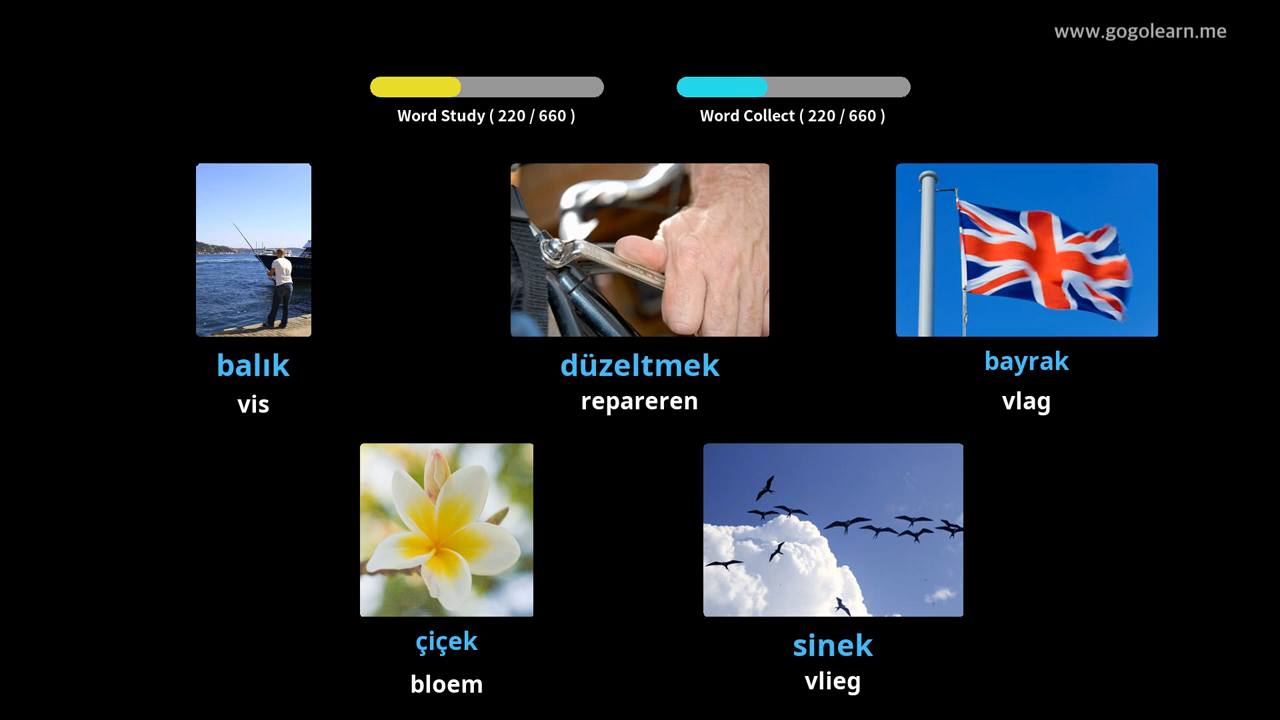 www.gogolearn.me
Word Study ( 220 / 660 )
Word Collect ( 220 / 660 )
balık
vis
düzeltmek
repareren
bayrak
vlag
çiçek
bloem
sinek
vlieg